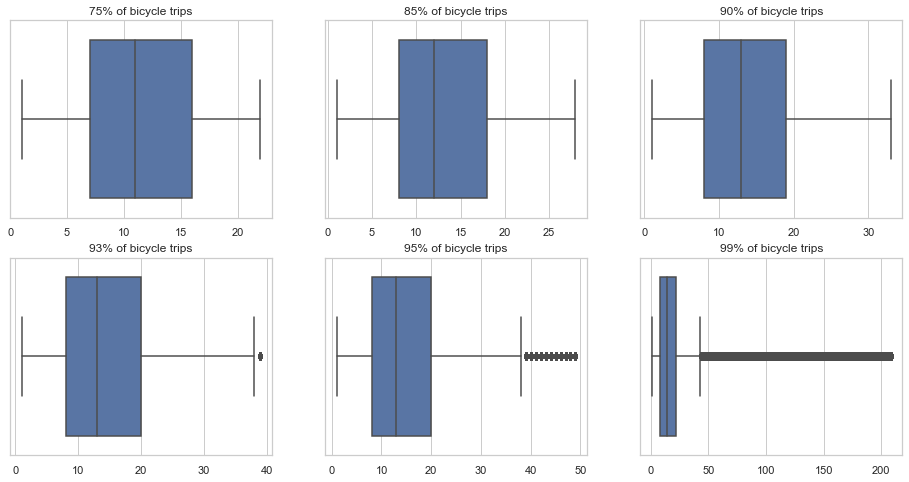 75% of bicycle trips
85% of bicycle trips
90% of bicycle trips
0 5 10 15 20
0 5 10 15 20 25
0 10 20 30
93% of bicycle trips
95% of bicycle trips
99% of bicycle trips
0 10 20 30 40
0 10 20 30 40 50
0 50 100 150 200